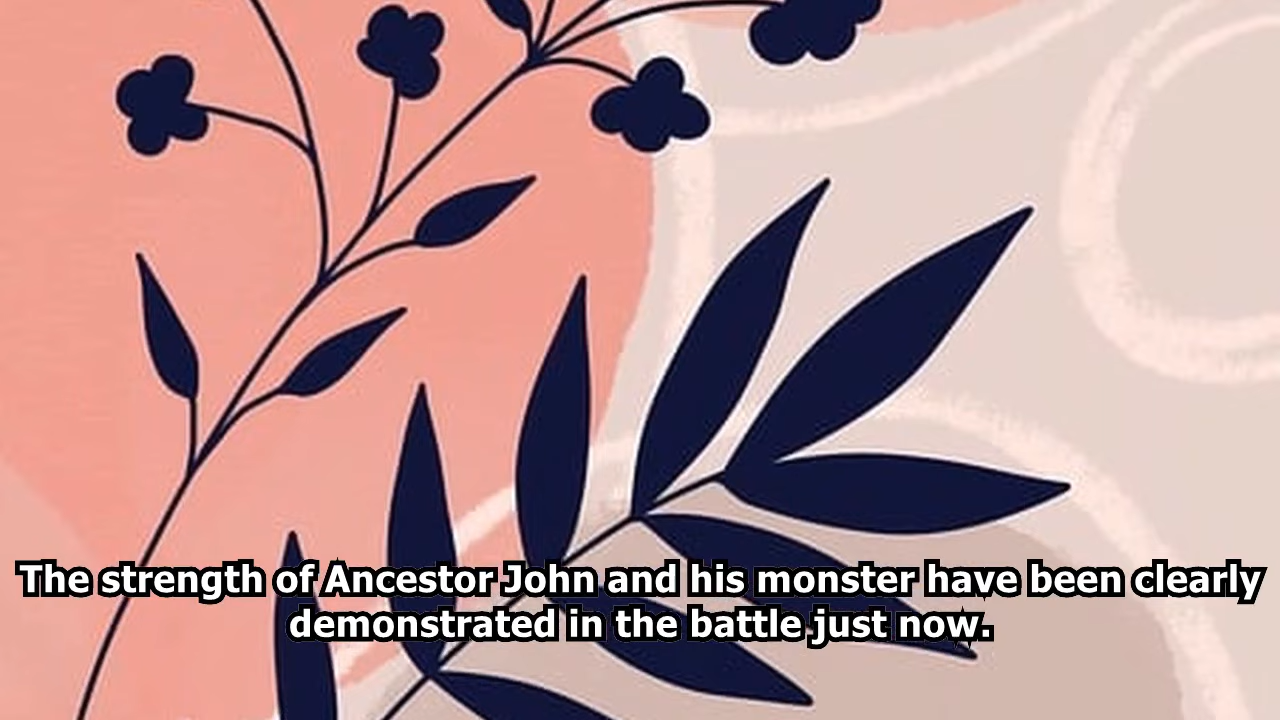 The strength of Ancestor John and his monster have been clearly
demonstrated in the battle just now.